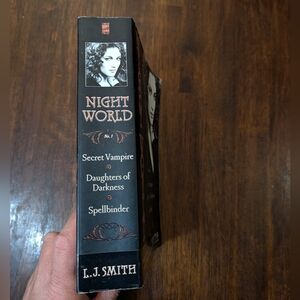 NIGHT
WORLD
No. 1
Secret Vampire
Daughters of
Darkness
Spellbinder
L.J. SMITH